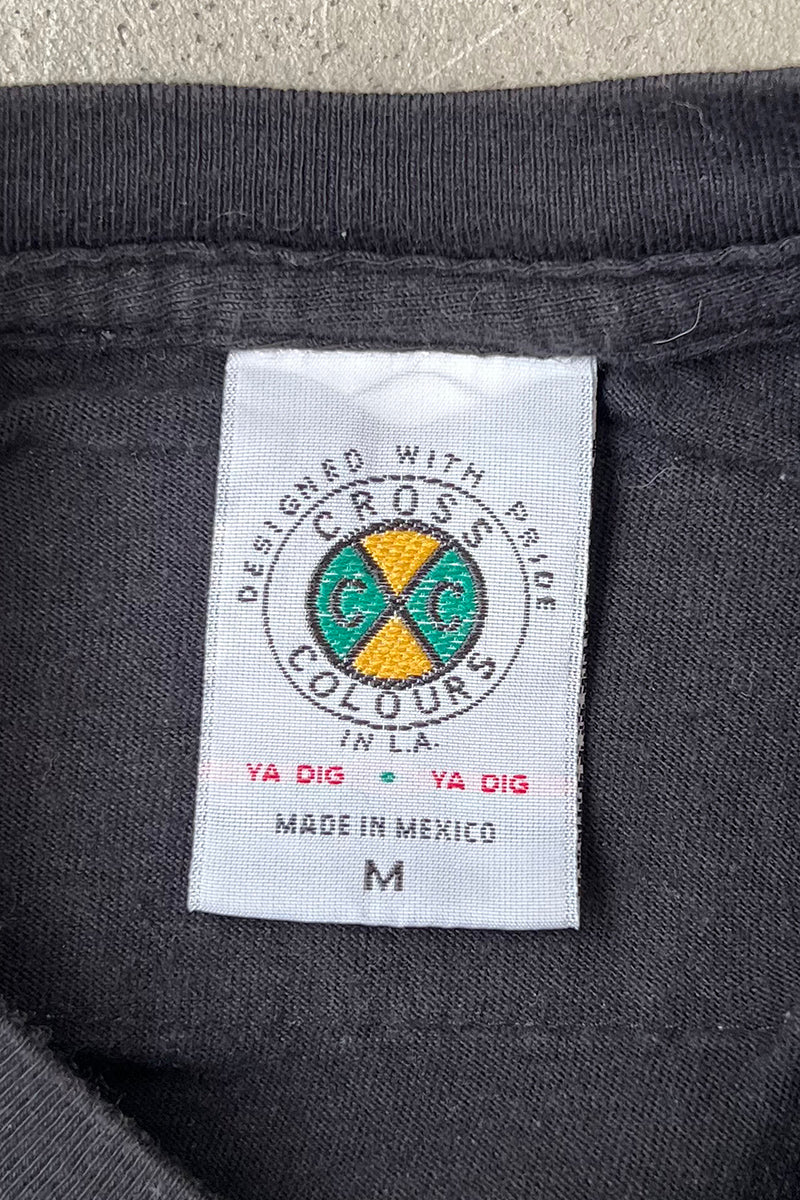 DESIGNED WITH PRIDE
CROSS
C C
COLOURS
IN L.A.
YA DIG • YA DIG
MADE IN MEXICO
M